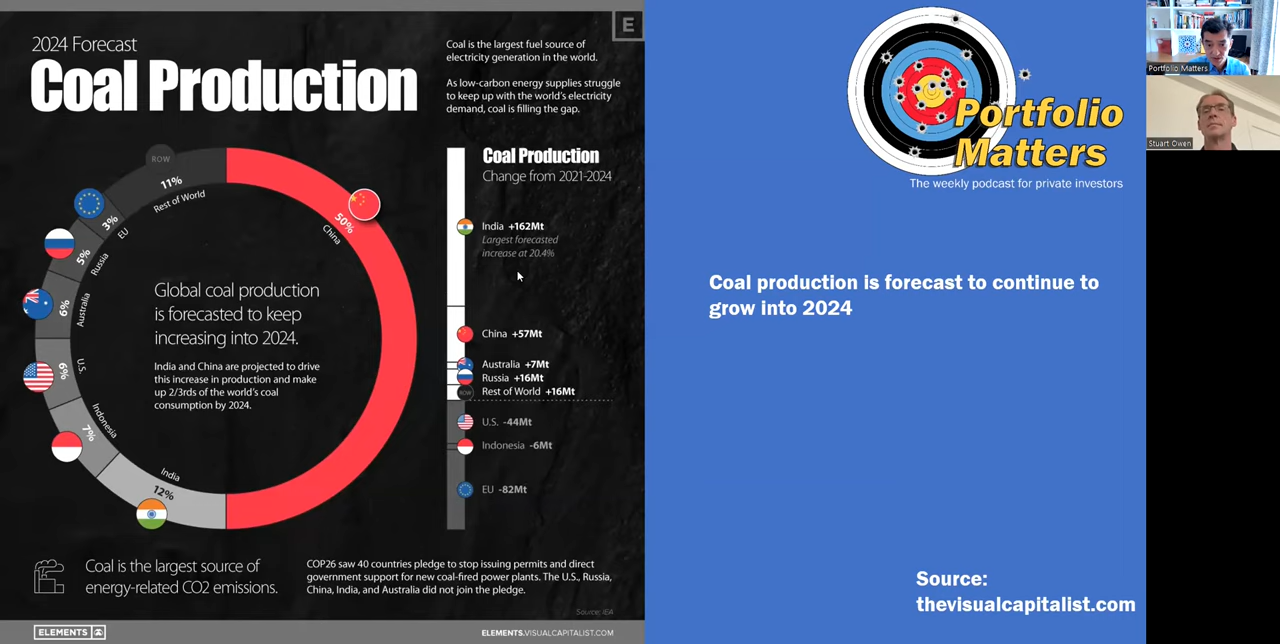 E
2024 Forecast
Coal Production
Coal is the largest fuel source of
electricity generation in the world.
As low-carbon energy supplies struggle
to keep up with the world's electricity
demand, coal is filling the gap.
ROW
11%
Rest of World
3%
EU
5%
Russia
6%
Australia
6%
U.S.
7%
Indonesia
12%
India
50%
China
Global coal production
is forecasted to keep
increasing into 2024.
India and China are projected to drive
this increase in production and make
up 2/3rds of the world's coal
consumption by 2024.
Coal Production
Change from 2021-2024
India +162Mt
Largest forecasted
increase at 20.4%
China +57Mt
Australia +7Mt
Russia +16Mt
ROW
Rest of World +16Mt
U.S. -44Mt
Indonesia -6Mt
EU -82Mt
Coal is the largest source of
energy-related CO2 emissions.
COP26 saw 40 countries pledge to stop issuing permits and direct
government support for new coal-fired power plants. The U.S., Russia,
China, India, and Australia did not join the pledge.
Source: IEA
ELEMENTS
ELEMENTS.VISUALCAPITALIST.COM
Portfolio
Matters
The weekly podcast for private investors
Coal production is forecast to continue to
grow into 2024
Source:
thevisualcapitalist.com
Portfolio Matters
Stuart Owen